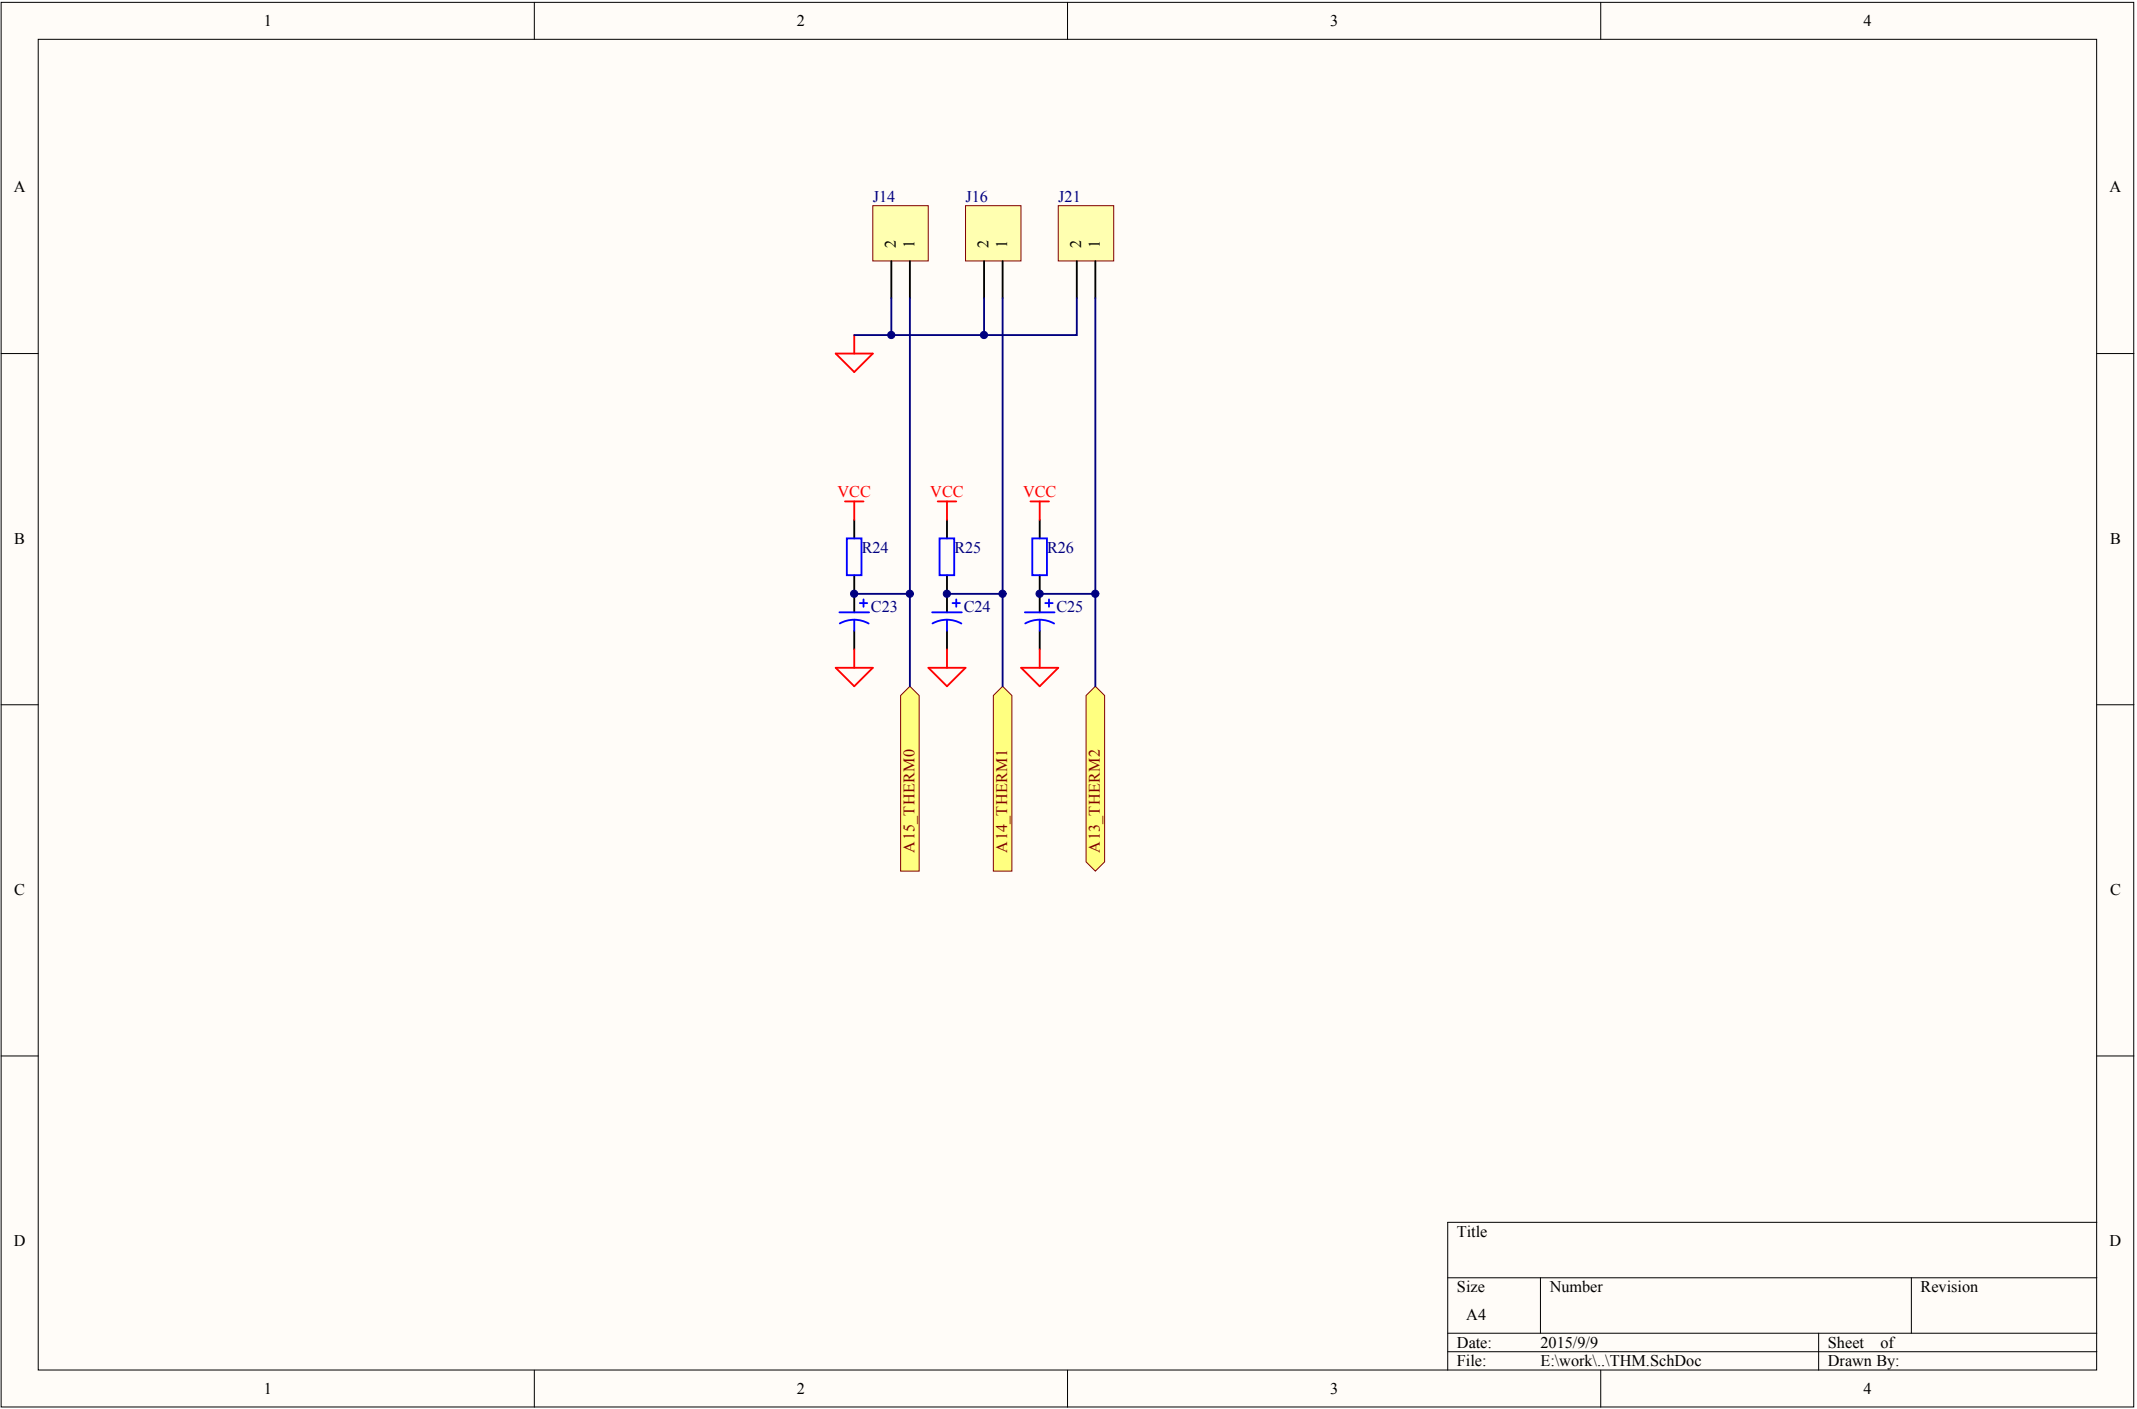 1 2 3 4
A A
J14 J16 J21
2 1 2 1 2 1
VCC VCC VCC
B B
R24 R25 R26
+ C23 + C24 + C25
A15_THERM0 A14_THERM1 A13_THERM2
C C
D D
Title
Size Number Revision
A4
Date: 2015/9/9 Sheet of
File: E:\work\..\THM.SchDoc Drawn By:
1 2 3 4